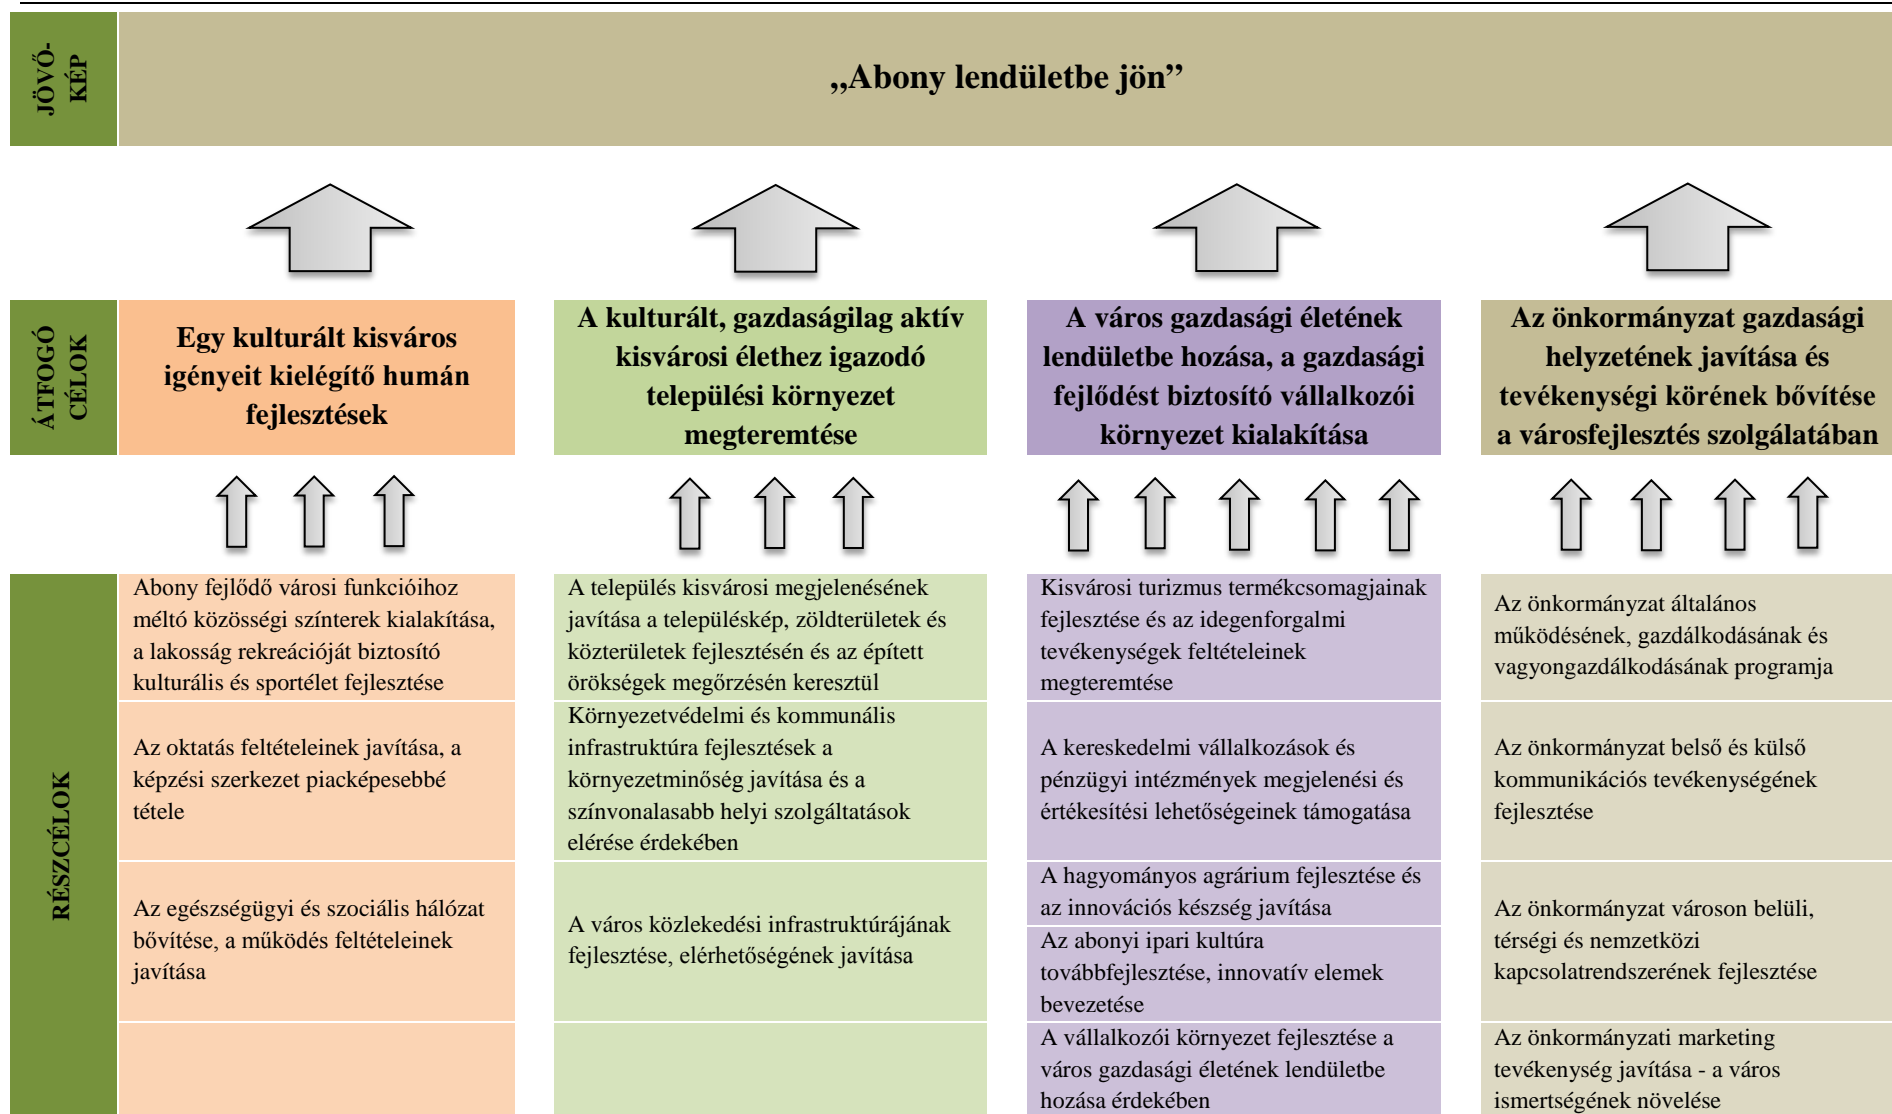 JÖVŐ-
KÉP
„Abony lendületbe jön”
ÁTFOGÓ
CÉLOK
Egy kulturált kisváros
igényeit kielégítő humán
fejlesztések
A kulturált, gazdaságilag aktív
kisvárosi élethez igazodó
települési környezet
megteremtése
A város gazdasági életének
lendületbe hozása, a gazdasági
fejlődést biztosító vállalkozói
környezet kialakítása
Az önkormányzat gazdasági
helyzetének javítása és
tevékenységi körének bővítése
a városfejlesztés szolgálatában
RÉSZCÉLOK
Abony fejlődő városi funkcióihoz
méltó közösségi színterek kialakítása,
a lakosság rekreációját biztosító
kulturális és sportélet fejlesztése
Az oktatás feltételeinek javítása, a
képzési szerkezet piacképesebbé
tétele
Az egészségügyi és szociális hálózat
bővítése, a működés feltételeinek
javítása
A település kisvárosi megjelenésének
javítása a településkép, zöldterületek és
közterületek fejlesztésén és az épített
örökségek megőrzésén keresztül
Környezetvédelmi és kommunális
infrastruktúra fejlesztések a
környezetminőség javítása és a
színvonalasabb helyi szolgáltatások
elérése érdekében
A város közlekedési infrastruktúrájának
fejlesztése, elérhetőségének javítása
Kisvárosi turizmus termékcsomagjainak
fejlesztése és az idegenforgalmi
tevékenységek feltételeinek
megteremtése
A kereskedelmi vállalkozások és
pénzügyi intézmények megjelenési és
értékesítési lehetőségeinek támogatása
A hagyományos agrárium fejlesztése és
az innovációs készség javítása
Az abonyi ipari kultúra
továbbfejlesztése, innovatív elemek
bevezetése
A vállalkozói környezet fejlesztése a
város gazdasági életének lendületbe
hozása érdekében
Az önkormányzat általános
működésének, gazdálkodásának és
vagyongazdálkodásának programja
Az önkormányzat belső és külső
kommunikációs tevékenységének
fejlesztése
Az önkormányzat városon belüli,
térségi és nemzetközi
kapcsolatrendszerének fejlesztése
Az önkormányzati marketing
tevékenység javítása - a város
ismertségének növelése